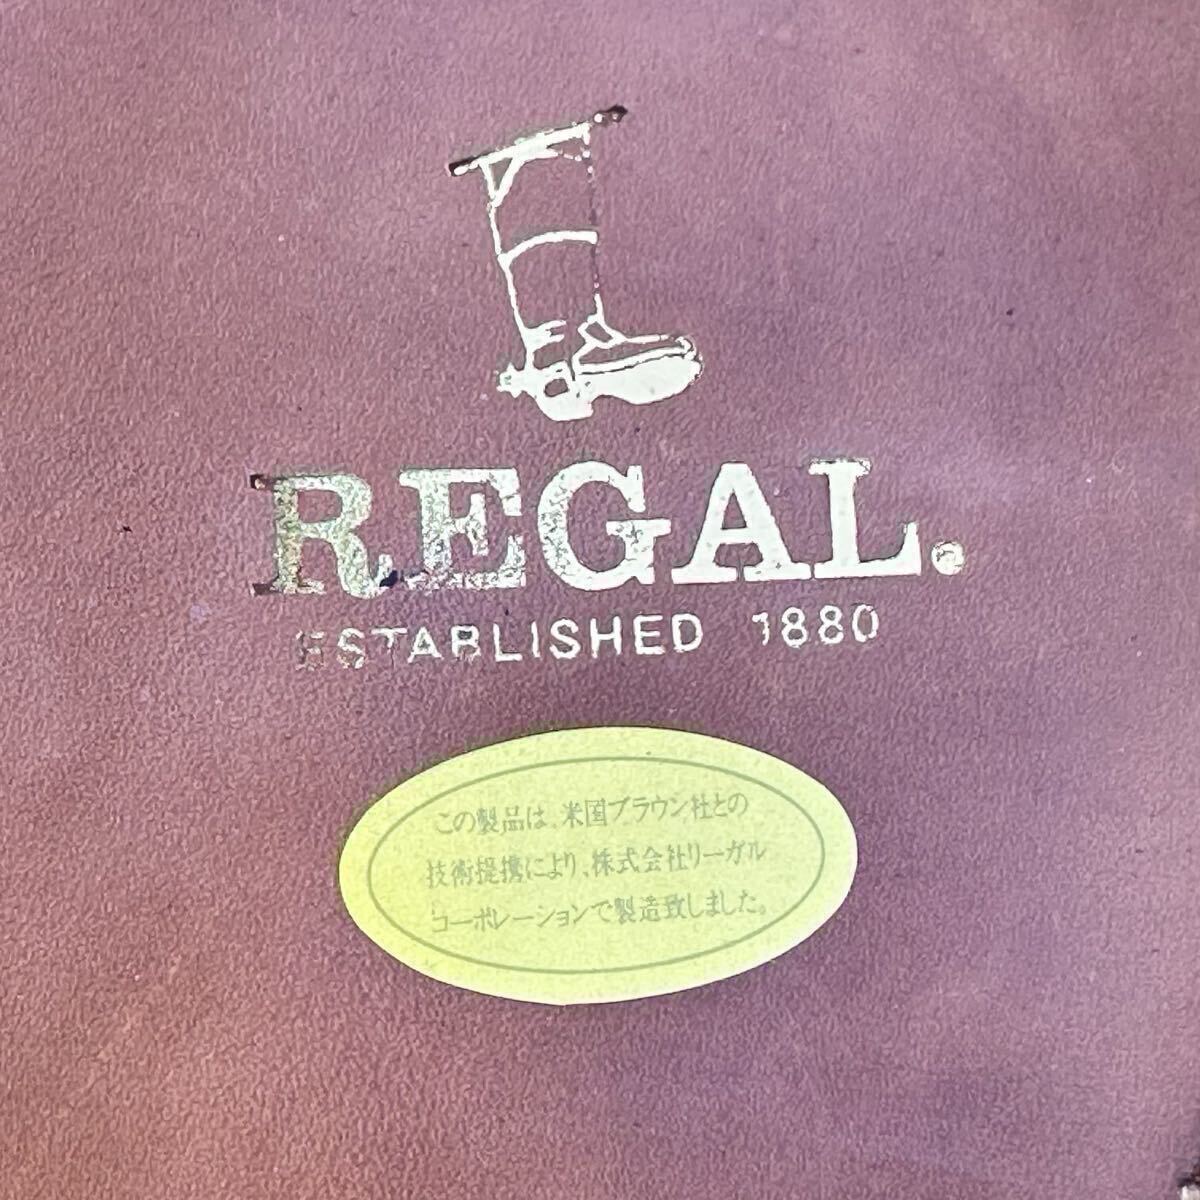 REGAL.
ESTABLISHED 1880
この製品は、米国ブラウン社との
技術提携により、株式会社リーガル
コーポレーションで製造致しました。